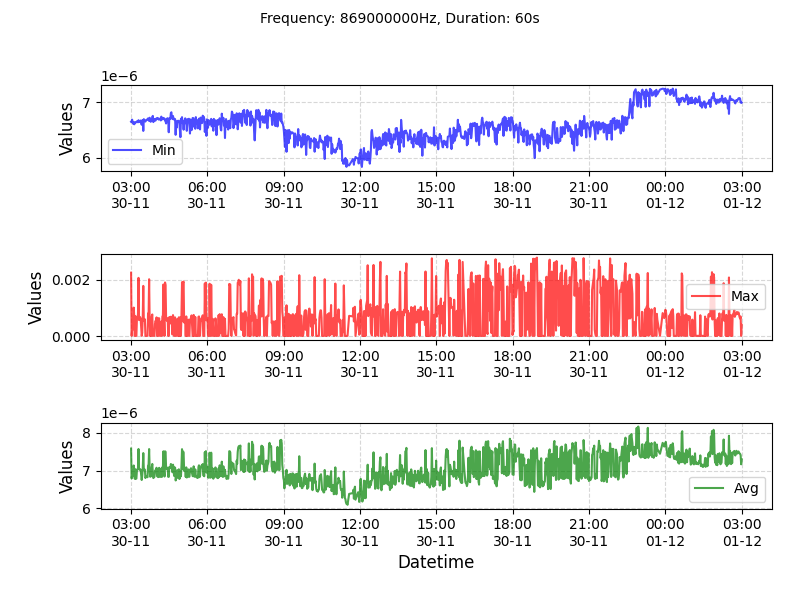 Frequency: 869000000Hz, Duration: 60s
1e−6
Values
7
6
Min
03:00 06:00 09:00 12:00 15:00 18:00 21:00 00:00 03:00
30-11 30-11 30-11 30-11 30-11 30-11 30-11 01-12 01-12
Values
0.002
0.000
Max
03:00 06:00 09:00 12:00 15:00 18:00 21:00 00:00 03:00
30-11 30-11 30-11 30-11 30-11 30-11 30-11 01-12 01-12
1e−6
Values
8
7
6
Avg
03:00 06:00 09:00 12:00 15:00 18:00 21:00 00:00 03:00
30-11 30-11 30-11 30-11 30-11 30-11 30-11 01-12 01-12
Datetime